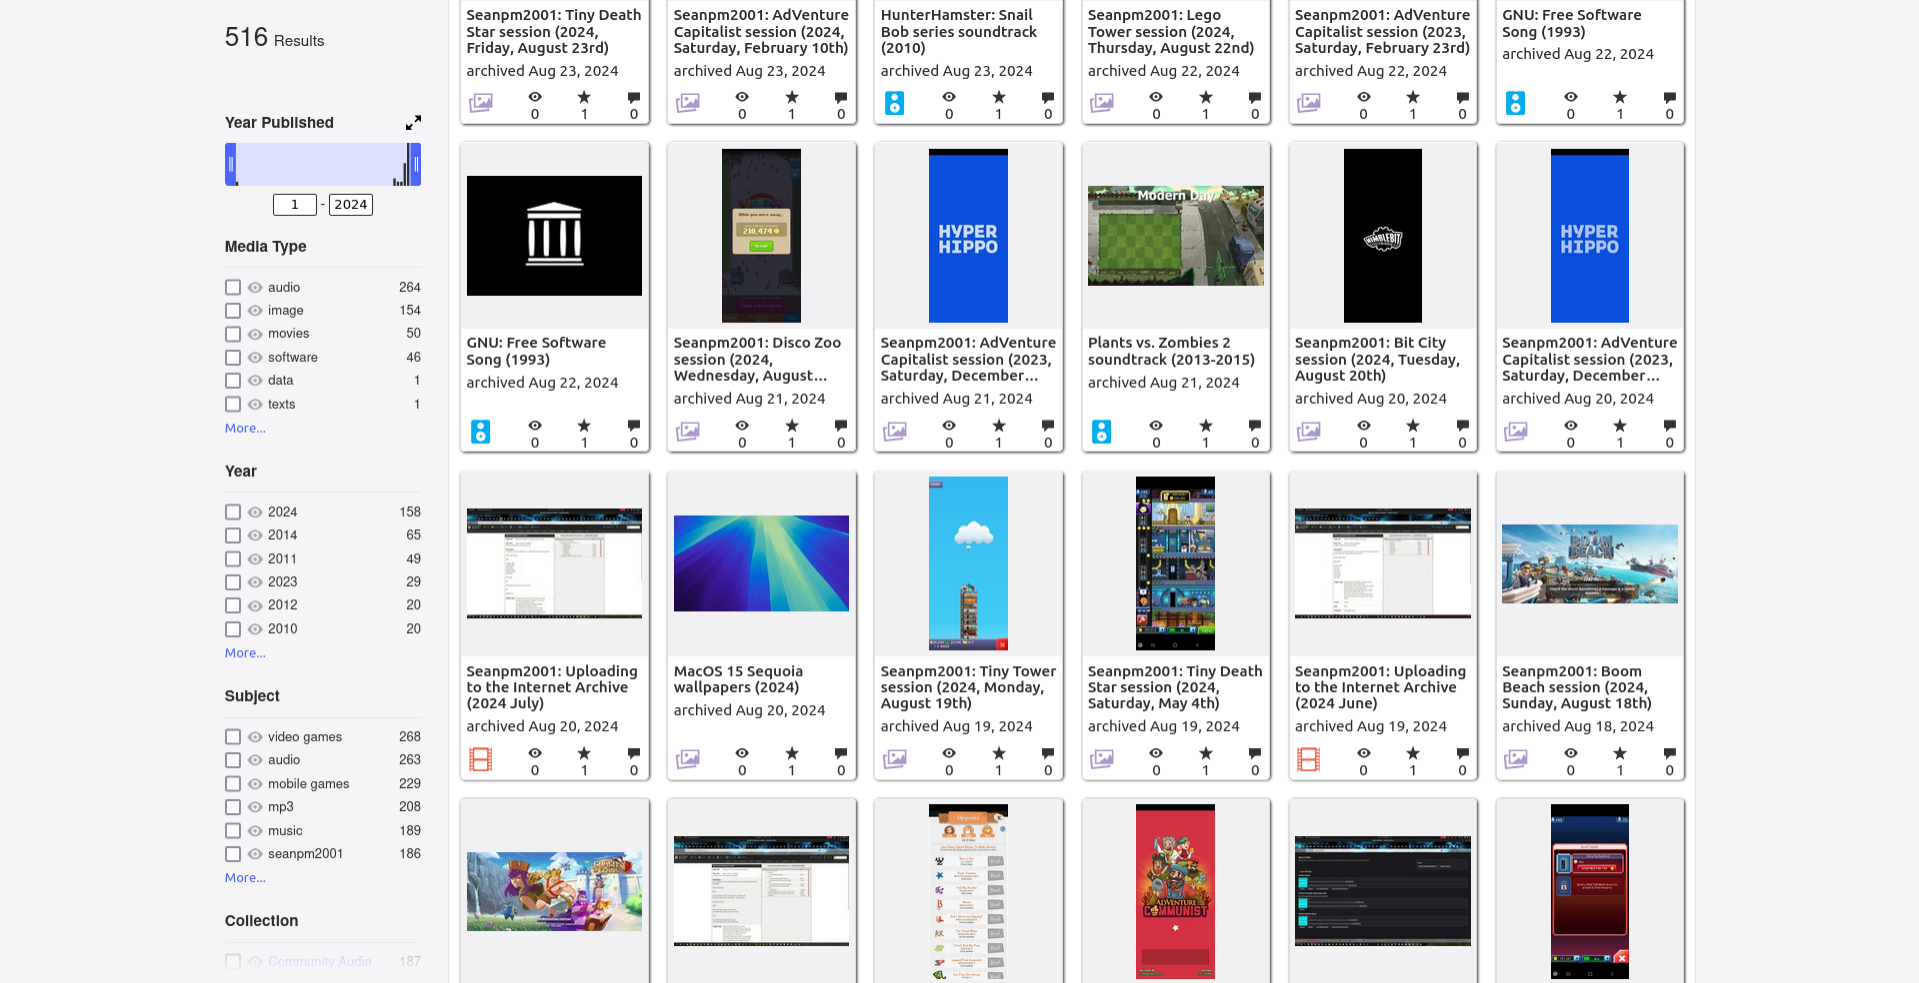 516 Results
Year Published
1 - 2024
Media Type
audio 264
image 154
movies 50
software 46
data 1
texts 1
More...
Year
2024 158
2014 65
2011 49
2023 29
2012 20
2010 20
More...
Subject
video games 268
audio 263
mobile games 229
mp3 208
music 189
seanpm2001 186
More...
Collection
Community Audio 187
Seanpm2001: Tiny Death
Star session (2024,
Friday, August 23rd)
archived Aug 23, 2024
0 1 0
Seanpm2001: AdVenture
Capitalist session (2024,
Saturday, February 10th)
archived Aug 23, 2024
0 1 0
HunterHamster: Snail
Bob series soundtrack
(2010)
archived Aug 23, 2024
0 1 0
Seanpm2001: Lego
Tower session (2024,
Thursday, August 22nd)
archived Aug 22, 2024
0 1 0
Seanpm2001: AdVenture
Capitalist session (2023,
Saturday, February 23rd)
archived Aug 22, 2024
0 1 0
GNU: Free Software
Song (1993)
archived Aug 22, 2024
0 1 0
GNU: Free Software
Song (1993)
archived Aug 22, 2024
0 1 0
While you were away...
210,474
Seanpm2001: Disco Zoo
session (2024,
Wednesday, August...
archived Aug 21, 2024
0 1 0
HYPER
HIPPO
Seanpm2001: AdVenture
Capitalist session (2023,
Saturday, December...
archived Aug 21, 2024
0 1 0
Modern Day
Plants vs. Zombies 2
soundtrack (2013-2015)
archived Aug 21, 2024
0 1 0
NIMBLEBIT
Seanpm2001: Bit City
session (2024, Tuesday,
August 20th)
archived Aug 20, 2024
0 1 0
HYPER
HIPPO
Seanpm2001: AdVenture
Capitalist session (2023,
Saturday, December...
archived Aug 20, 2024
0 1 0
Seanpm2001: Uploading
to the Internet Archive
(2024 July)
archived Aug 20, 2024
0 1 0
MacOS 15 Sequoia
wallpapers (2024)
archived Aug 20, 2024
0 1 0
Seanpm2001: Tiny Tower
session (2024, Monday,
August 19th)
archived Aug 19, 2024
0 1 0
Seanpm2001: Tiny Death
Star session (2024,
Saturday, May 4th)
archived Aug 19, 2024
0 1 0
Seanpm2001: Uploading
to the Internet Archive
(2024 June)
archived Aug 19, 2024
0 1 0
BOOM
BEACH
Seanpm2001: Boom
Beach session (2024,
Sunday, August 18th)
archived Aug 18, 2024
0 1 0
Upgrades
ADVENTURE
COMMUNIST